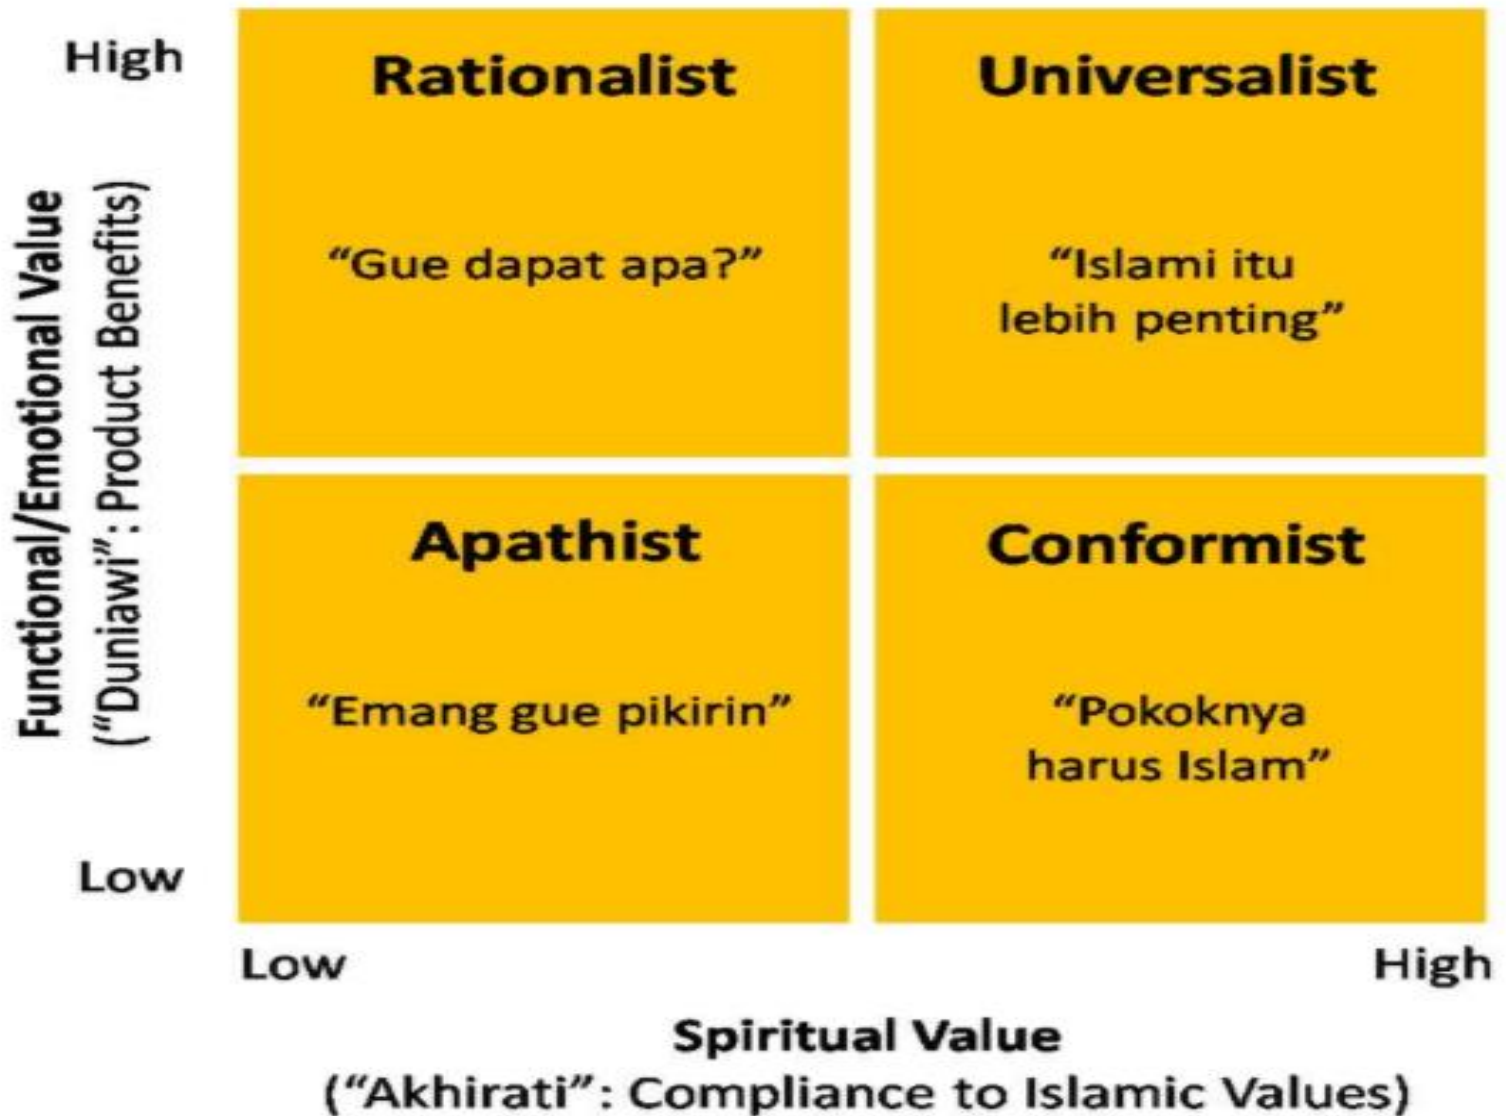 High
Rationalist
Universalist
“Gue dapat apa?”
“Islami itu
lebih penting”
Functional/Emotional Value
(“Duniawi”: Product Benefits)
Apathist
Conformist
“Emang gue pikirin”
“Pokoknya
harus Islam”
Low
Low
High
Spiritual Value
(“Akhirati”: Compliance to Islamic Values)